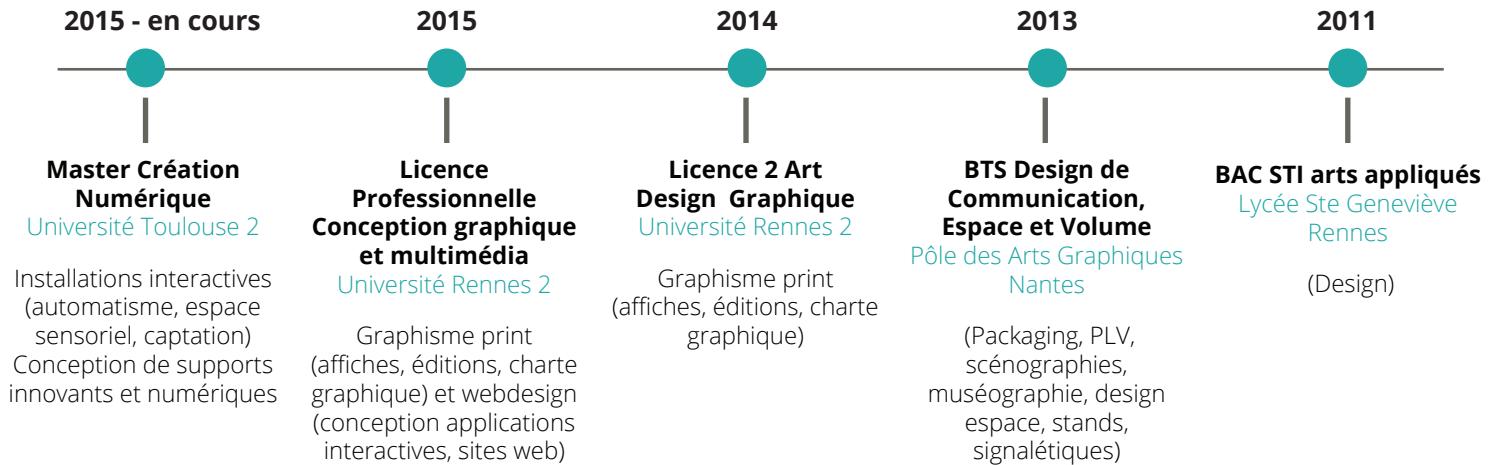 2015 - en cours
Master Création
Numérique
Université Toulouse 2
Installations interactives
(automatisme, espace
sensoriel, captation)
Conception de supports
innovants et numériques
2015
Licence
Professionnelle
Conception graphique
et multimédia
Université Rennes 2
Graphisme print
(affiches, éditions, charte
graphique) et webdesign
(conception applications
interactives, sites web)
2014
Licence 2 Art
Design  Graphique
Université Rennes 2
Graphisme print
(affiches, éditions, charte
graphique)
2013
BTS Design de
Communication,
Espace et Volume
Pôle des Arts Graphiques
Nantes
(Packaging, PLV,
scénographies,
muséographie, design
espace, stands,
signalétiques)
2011
BAC STI arts appliqués
Lycée Ste Geneviève
Rennes
(Design)